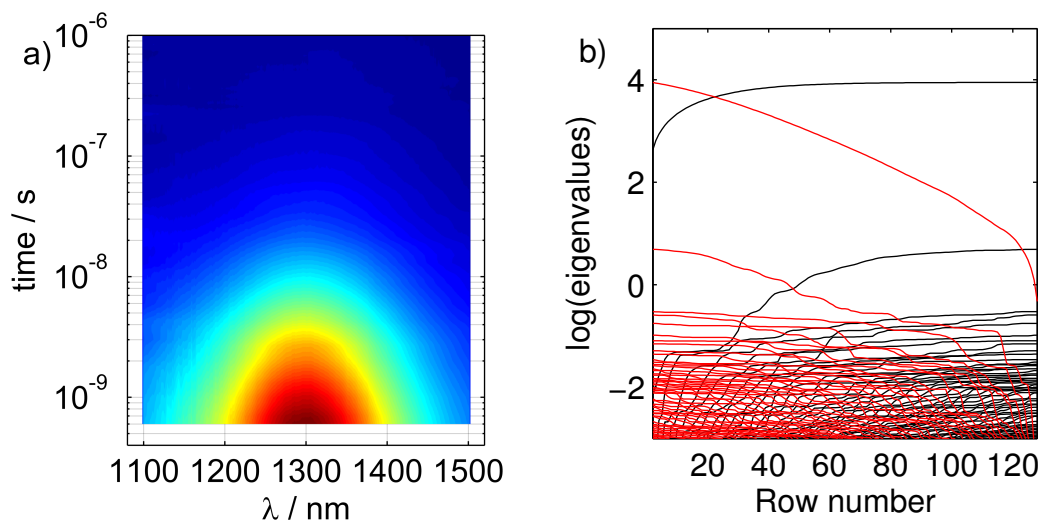 a)
time / s
10-6
10-7
10-8
10-9
1100 1200 1300 1400 1500
λ / nm
b)
log(eigenvalues)
4
2
0
−2
20 40 60 80 100 120
Row number